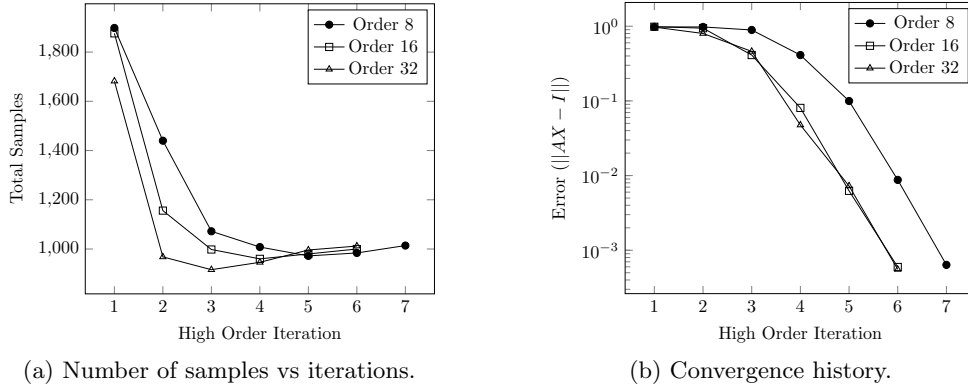 Order 8
Order 16
Order 32
1,800
1,600
1,400
1,200
1,000
Total Samples
1 2 3 4 5 6 7
High Order Iteration
(a) Number of samples vs iterations.
Order 8
Order 16
Order 32
10^0
10^{-1}
10^{-2}
10^{-3}
Error (||AX − I||)
1 2 3 4 5 6 7
High Order Iteration
(b) Convergence history.